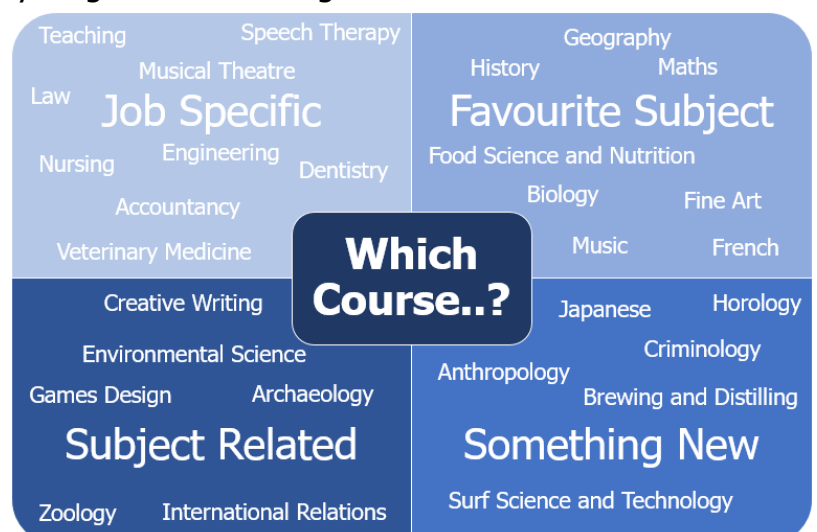 Teaching
Speech Therapy
Musical Theatre
Law
Job Specific
Nursing
Engineering
Dentistry
Accountancy
Veterinary Medicine
Geography
History
Maths
Favourite Subject
Food Science and Nutrition
Biology
Fine Art
Music
French
Which
Course..?
Creative Writing
Environmental Science
Games Design
Archaeology
Subject Related
Zoology
International Relations
Japanese
Horology
Criminology
Anthropology
Brewing and Distilling
Something New
Surf Science and Technology